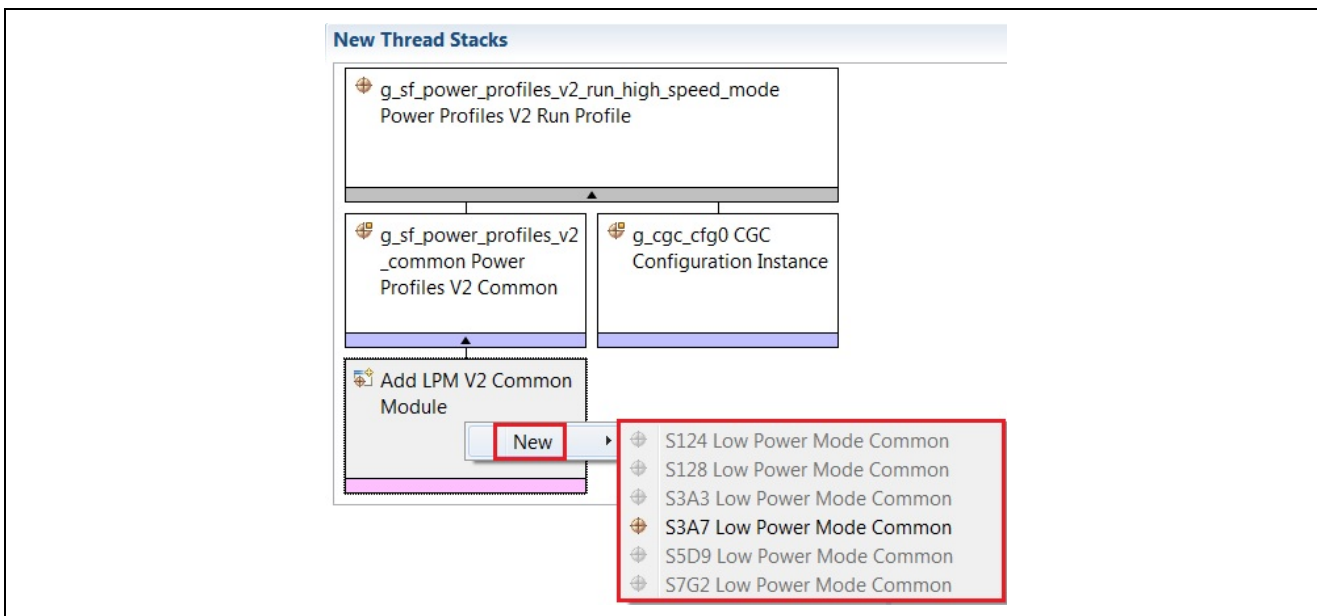 New Thread Stacks
g_sf_power_profiles_v2_run_high_speed_mode
Power Profiles V2 Run Profile
g_sf_power_profiles_v2
_common Power
Profiles V2 Common
g_cgc_cfg0 CGC
Configuration Instance
Add LPM V2 Common
Module
New
S124 Low Power Mode Common
S128 Low Power Mode Common
S3A3 Low Power Mode Common
S3A7 Low Power Mode Common
S5D9 Low Power Mode Common
S7G2 Low Power Mode Common